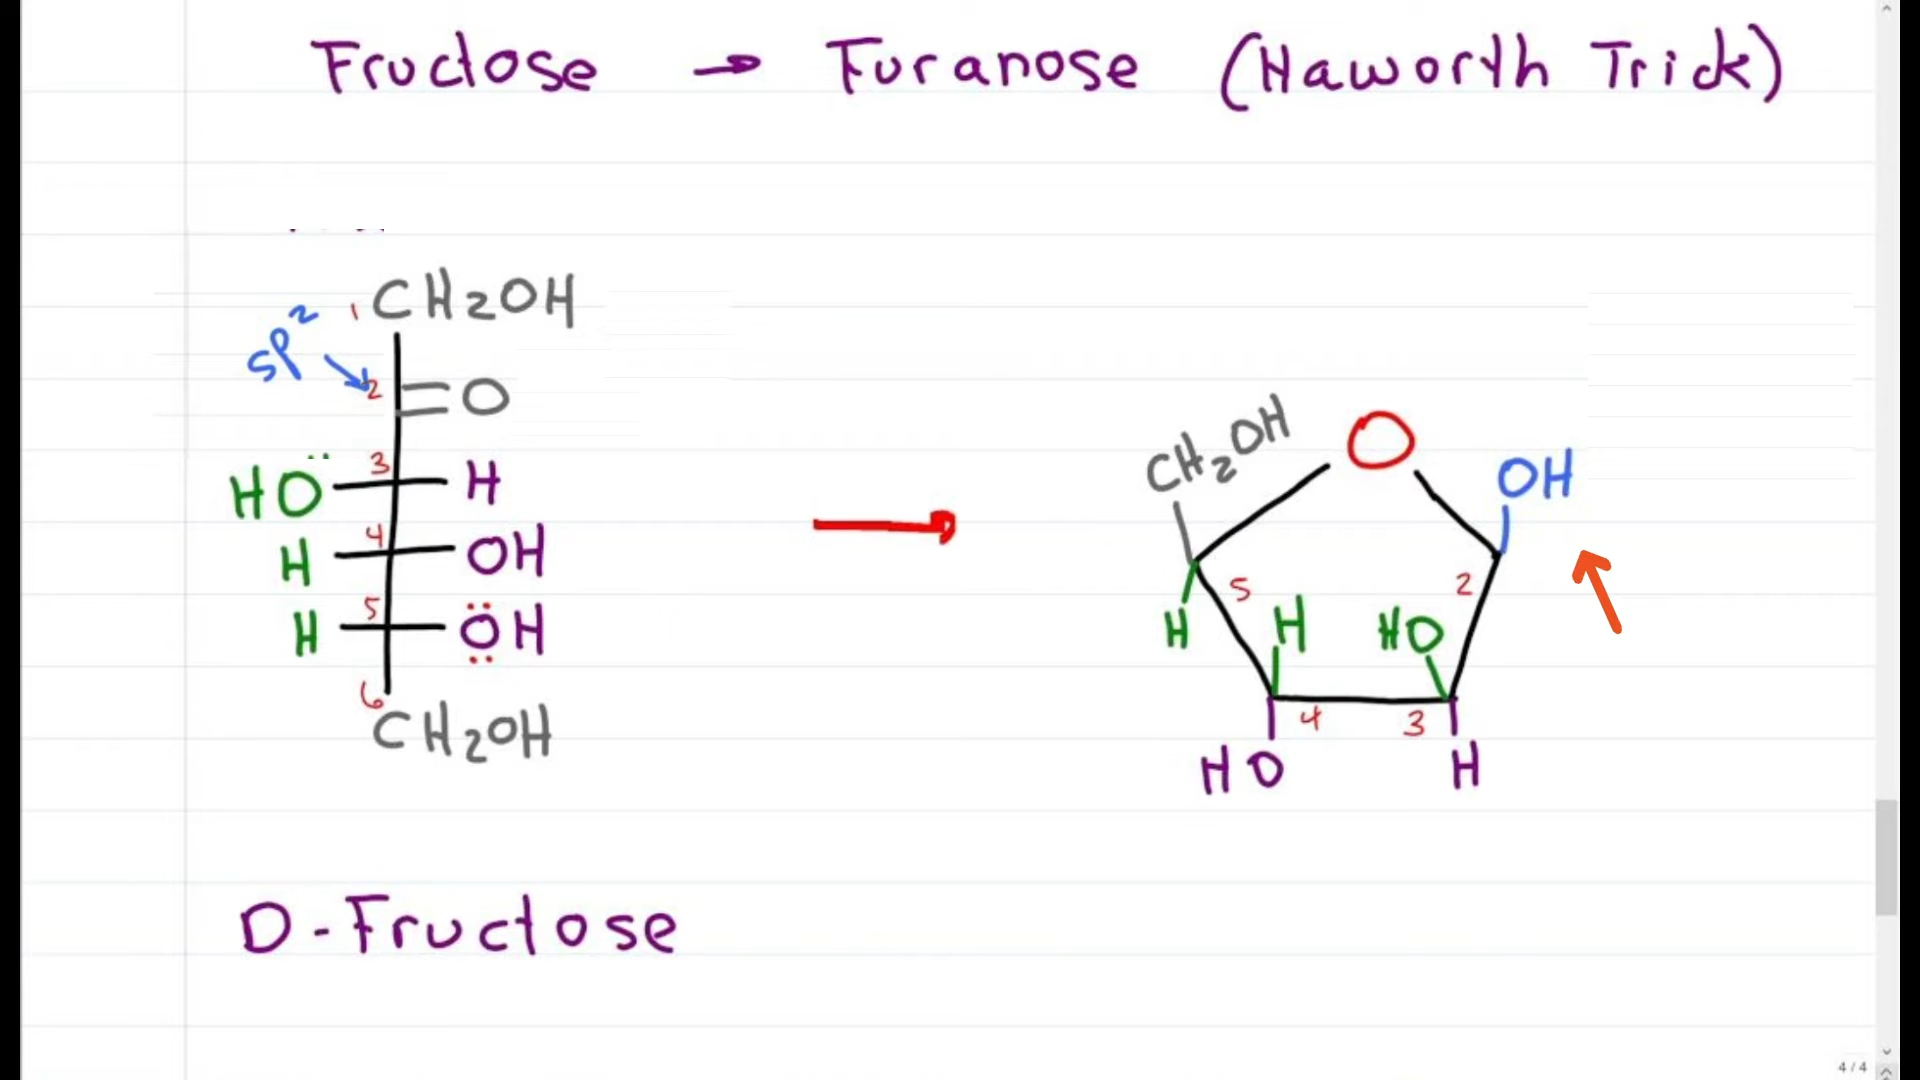 Fructose → Furanose (Haworth Trick)
sp²
1 CH2OH
2 =O
HO 3 H
H 4 OH
H 5 OH
6 CH2OH
CH2OH O OH
5 2
H H HO
4 3
HO H
D-Fructose
4 / 4